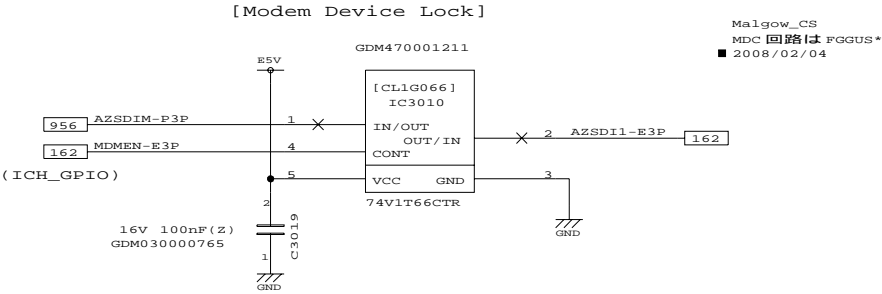 [Modem Device Lock]
Malgow_CS
MDC 回路は FGGUS*
■ 2008/02/04
GDM470001211
E5V
[CL1G066]
IC3010
956 AZSDIM-P3P 1
IN/OUT
OUT/IN
2 AZSDI1-E3P 162
162 MDMEN-E3P 4
CONT
(ICH_GPIO)
5
VCC GND
3
74V1T66CTR
2
16V 100nF(Z)
GDM030000765
C3019
1
GND
GND